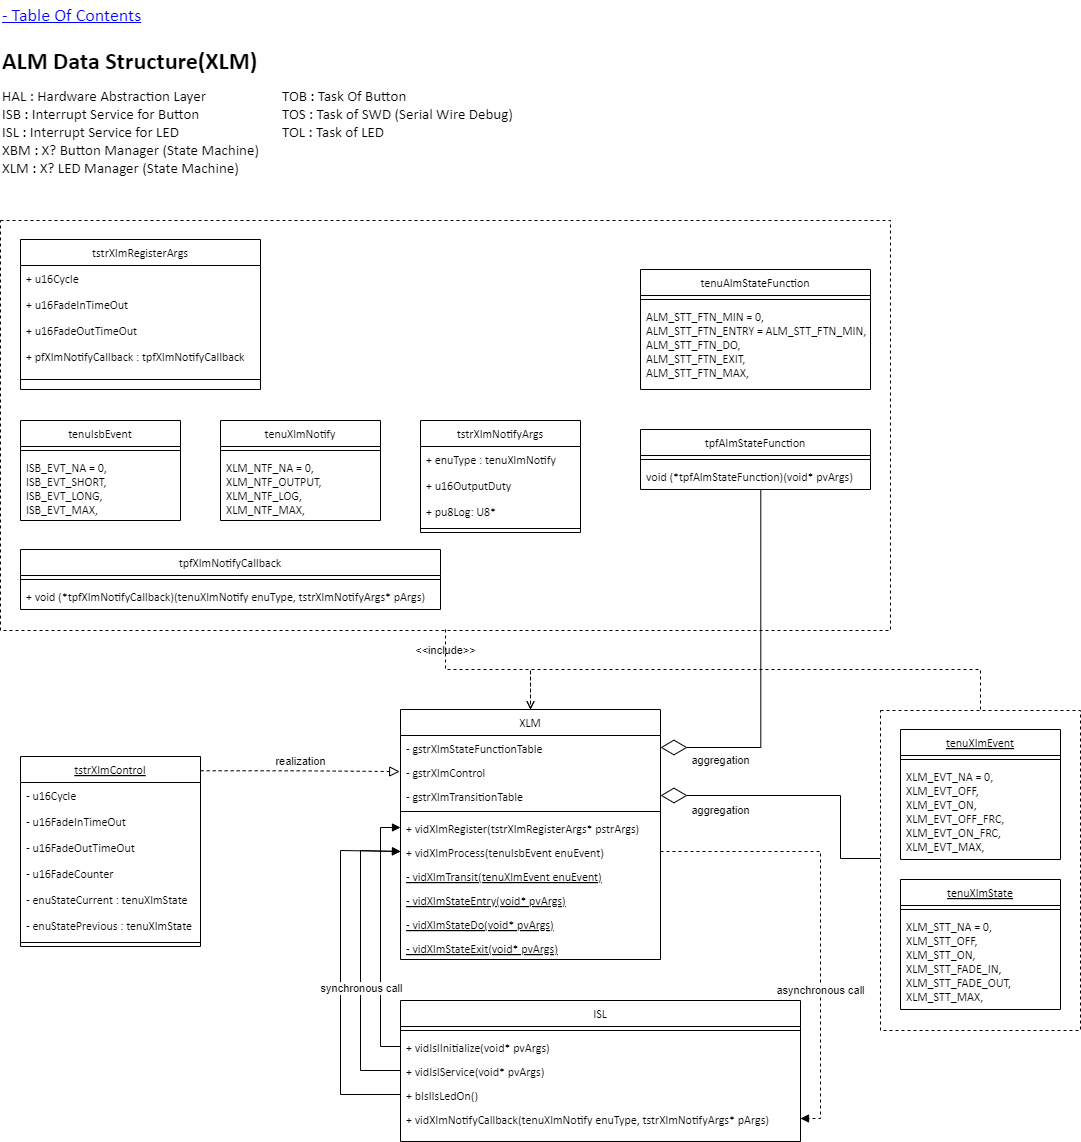 - Table Of Contents
ALM Data Structure(XLM)
HAL : Hardware Abstraction Layer
ISB : Interrupt Service for Button
ISL : Interrupt Service for LED
XBM : X? Button Manager (State Machine)
XLM : X? LED Manager (State Machine)
TOB : Task Of Button
TOS : Task of SWD (Serial Wire Debug)
TOL : Task of LED
tstrXlmRegisterArgs
+ u16Cycle
+ u16FadeInTimeOut
+ u16FadeOutTimeOut
+ pfXlmNotifyCallback : tpfXlmNotifyCallback
tenuAlmStateFunction
ALM_STT_FTN_MIN = 0,
ALM_STT_FTN_ENTRY = ALM_STT_FTN_MIN,
ALM_STT_FTN_DO,
ALM_STT_FTN_EXIT,
ALM_STT_FTN_MAX,
tenuIsbEvent
ISB_EVT_NA = 0,
ISB_EVT_SHORT,
ISB_EVT_LONG,
ISB_EVT_MAX,
tenuXlmNotify
XLM_NTF_NA = 0,
XLM_NTF_OUTPUT,
XLM_NTF_LOG,
XLM_NTF_MAX,
tstrXlmNotifyArgs
+ enuType : tenuXlmNotify
+ u16OutputDuty
+ pu8Log: U8*
tpfAlmStateFunction
void (*tpfAlmStateFunction)(void* pvArgs)
tpfXlmNotifyCallback
+ void (*tpfXlmNotifyCallback)(tenuXlmNotify enuType, tstrXlmNotifyArgs* pArgs)
<<include>>
XLM
- gstrXlmStateFunctionTable
- gstrXlmControl
- gstrXlmTransitionTable
+ vidXlmRegister(tstrXlmRegisterArgs* pstrArgs)
+ vidXlmProcess(tenuIsbEvent enuEvent)
- vidXlmTransit(tenuXlmEvent enuEvent)
- vidXlmStateEntry(void* pvArgs)
- vidXlmStateDo(void* pvArgs)
- vidXlmStateExit(void* pvArgs)
aggregation
aggregation
realization
tstrXlmControl
- u16Cycle
- u16FadeInTimeOut
- u16FadeOutTimeOut
- u16FadeCounter
- enuStateCurrent : tenuXlmState
- enuStatePrevious : tenuXlmState
tenuXlmEvent
XLM_EVT_NA = 0,
XLM_EVT_OFF,
XLM_EVT_ON,
XLM_EVT_OFF_FRC,
XLM_EVT_ON_FRC,
XLM_EVT_MAX,
tenuXlmState
XLM_STT_NA = 0,
XLM_STT_OFF,
XLM_STT_ON,
XLM_STT_FADE_IN,
XLM_STT_FADE_OUT,
XLM_STT_MAX,
synchronous call
asynchronous call
ISL
+ vidIslInitialize(void* pvArgs)
+ vidIslService(void* pvArgs)
+ blsIIsLedOn()
+ vidXlmNotifyCallback(tenuXlmNotify enuType, tstrXlmNotifyArgs* pArgs)